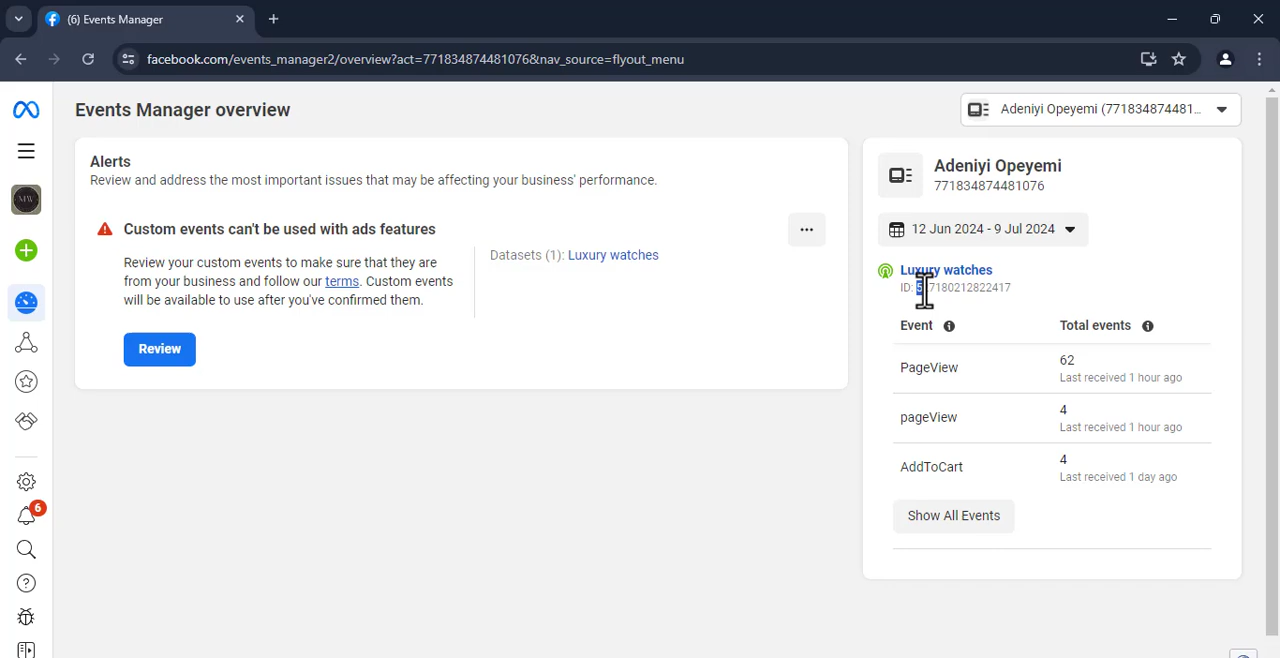 (6) Events Manager
facebook.com/events_manager2/overview?act=771834874481076&nav_source=flyout_menu
Events Manager overview
Adeniyi Opeyemi (771834874481...
Alerts
Review and address the most important issues that may be affecting your business' performance.
Custom events can't be used with ads features
Review your custom events to make sure that they are
from your business and follow our terms. Custom events
will be available to use after you've confirmed them.
Datasets (1): Luxury watches
Review
Adeniyi Opeyemi
771834874481076
12 Jun 2024 - 9 Jul 2024
Luxury watches
ID:
Event
Total events
PageView
62
Last received 1 hour ago
pageView
4
Last received 1 hour ago
AddToCart
4
Last received 1 day ago
Show All Events
6